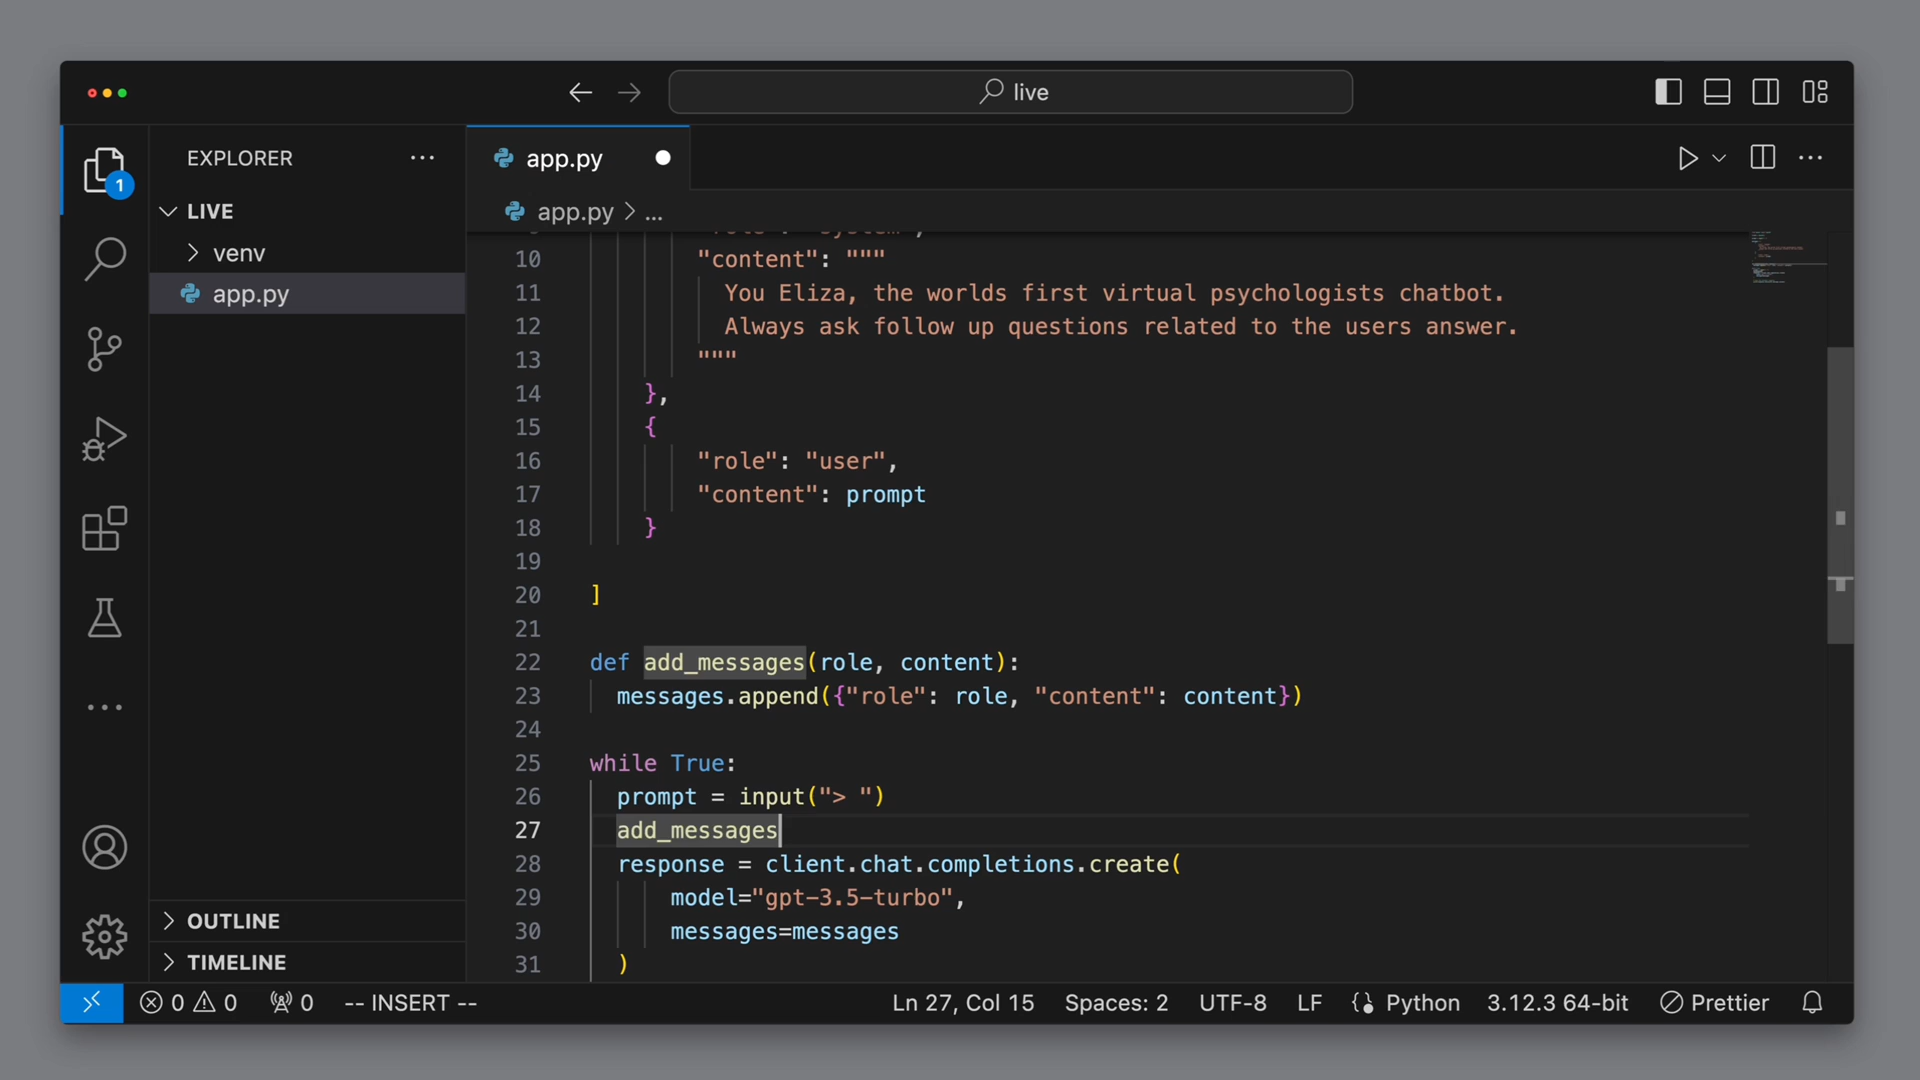 live
EXPLORER
LIVE
venv
app.py
OUTLINE
TIMELINE
1
app.py
app.py > ...
10 "content": """
11 You Eliza, the worlds first virtual psychologists chatbot.
12 Always ask follow up questions related to the users answer.
13 """
14 },
15 {
16 "role": "user",
17 "content": prompt
18 }
19
20 ]
21
22 def add_messages(role, content):
23 messages.append({"role": role, "content": content})
24
25 while True:
26 prompt = input("> ")
27 add_messages
28 response = client.chat.completions.create(
29 model="gpt-3.5-turbo",
30 messages=messages
31 )
0 0 0 -- INSERT -- Ln 27, Col 15 Spaces: 2 UTF-8 LF Python 3.12.3 64-bit Prettier